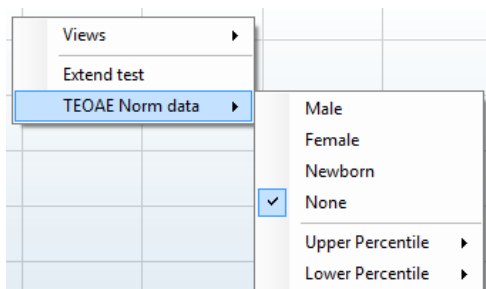 Views
Extend test
TEOAE Norm data
Male
Female
Newborn
None
Upper Percentile
Lower Percentile